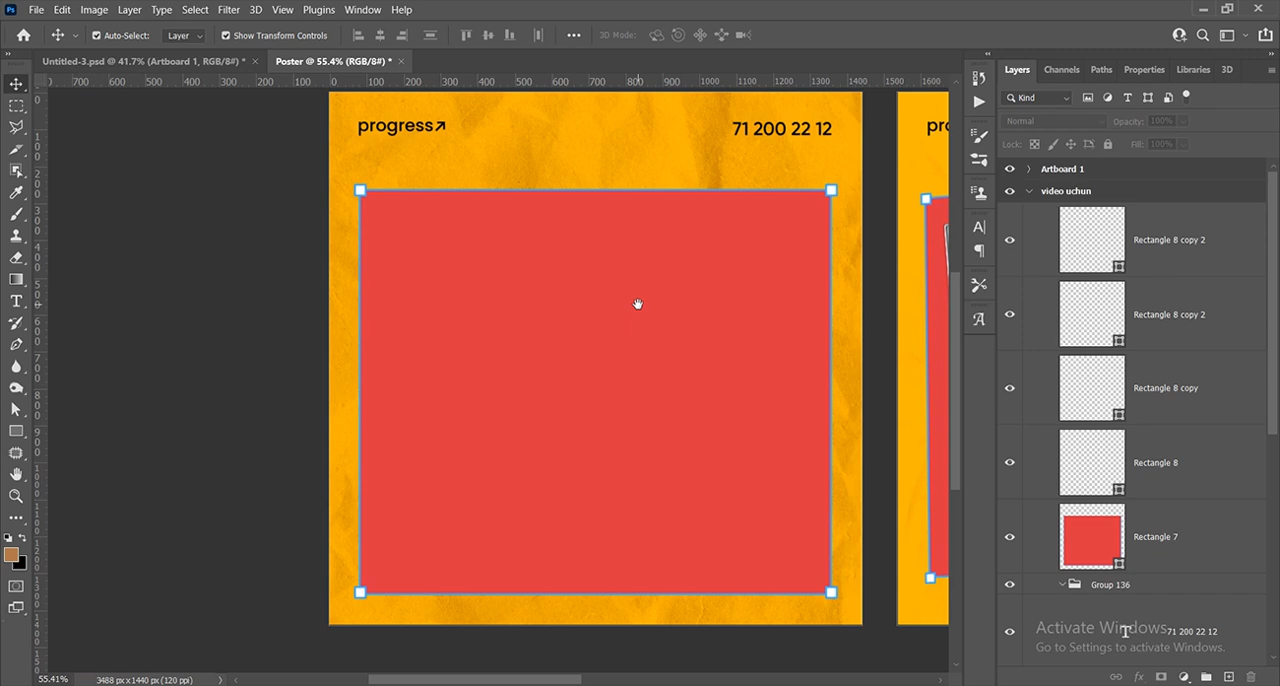 Ps File Edit Image Layer Type Select Filter 3D View Plugins Window Help
Auto-Select: Layer Show Transform Controls 3D Mode:
Untitled-3.psd @ 41.7% (Artboard 1, RGB/8#) * × Poster @ 55.4% (RGB/8#) * ×
700 600 500 400 300 200 100 0 100 200 300 400 500 600 700 800 900 1000 1100 1200 1300 1400 1500 1600
progress↗
71 200 22 12
Layers Channels Paths Properties Libraries 3D
Kind
Normal Opacity: 100%
Lock: Fill: 100%
Artboard 1
video uchun
Rectangle 8 copy 2
Rectangle 8 copy 2
Rectangle 8 copy
Rectangle 8
Rectangle 7
Group 136
71 200 22 12
Activate Windows
Go to Settings to activate Windows.
55.41% 3488 px x 1440 px (120 ppi)